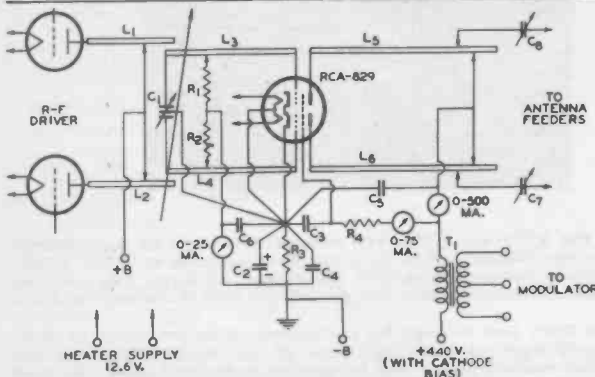 L1
L3
L5
C8
RCA-829
R-F
DRIVER
C1
R1
R2
TO
ANTENNA
FEEDERS
L4
L6
L2
C5
C7
0-500
MA.
+B
0-25
MA.
C6
C3
R4
0-75
MA.
T1
C2
+
-
R3
C4
TO
MODULATOR
HEATER SUPPLY
12.6 V.
-B
+440 V.
(WITH CATHODE
BIAS)